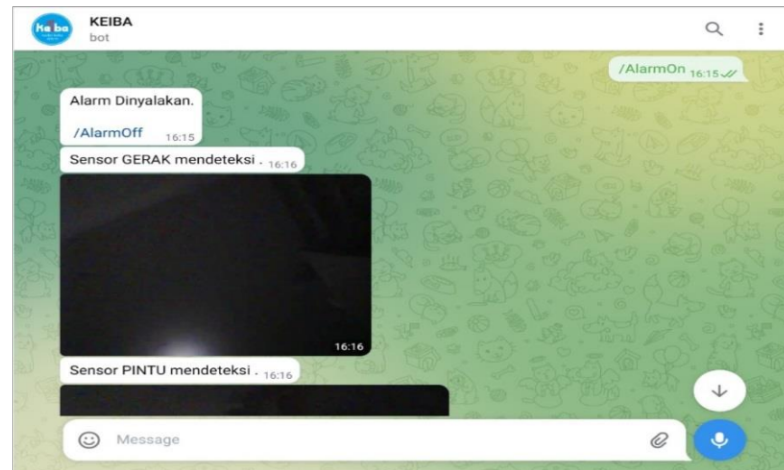 Keiba
KEIBA
bot
/AlarmOn 16:15
Alarm Dinyalakan.
/AlarmOff 16:15
Sensor GERAK mendeteksi . 16:16
16:16
Sensor PINTU mendeteksi . 16:16
Message